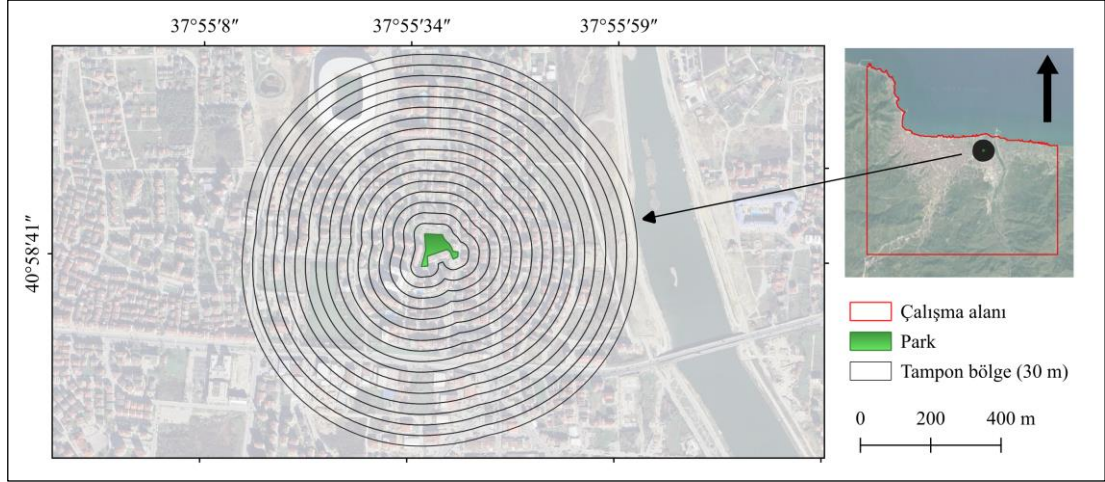 37°55′8″ 37°55′34″ 37°55′59″
40°58′41″
Çalışma alanı
Park
Tampon bölge (30 m)
0 200 400 m